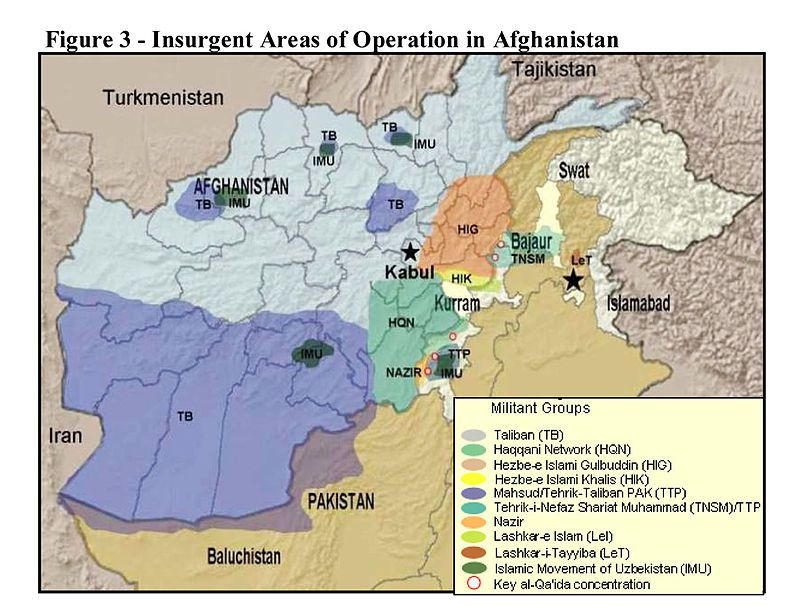 Figure 3 - Insurgent Areas of Operation in Afghanistan
Tajikistan
Turkmenistan
TB
IMU
TB
IMU
Swat
AFGHANISTAN
TB
IMU
TB
HIG
Bajaur
TNSM
LeT
Kabul
HIK
Kurram
Islamabad
HQN
IMU
TTP
NAZIR
IMU
TB
Iran
PAKISTAN
Baluchistan
Militant Groups
Taliban (TB)
Haqqani Network (HQN)
Hezbe-e Islami Gulbuddin (HIG)
Hezbe-e Islami Khalis (HIK)
Mahsud/Tehrik-Taliban PAK (TTP)
Tehrik-i-Nefaz Shariat Muhammad (TNSM)/TTP
Nazir
Lashkar-e Islam (LeI)
Lashkar-i-Tayyiba (LeT)
Islamic Movement of Uzbekistan (IMU)
Key al-Qa'ida concentration